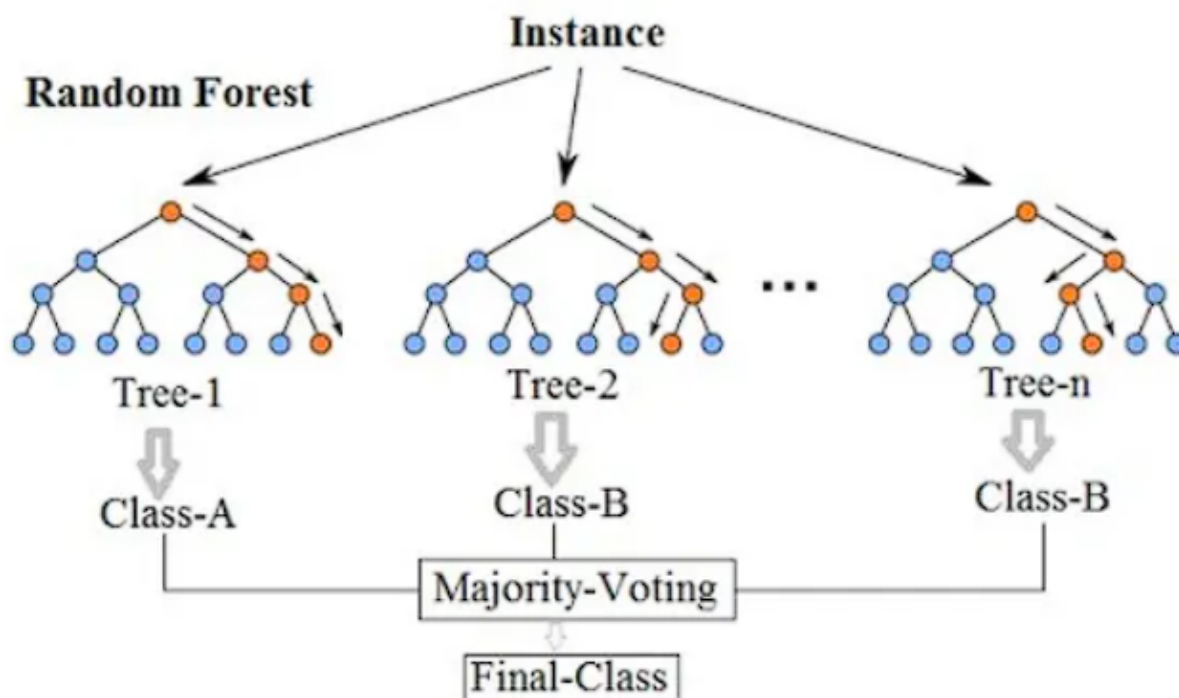 Instance
Random Forest
...
Tree-1
Tree-2
Tree-n
Class-A
Class-B
Class-B
Majority-Voting
Final-Class